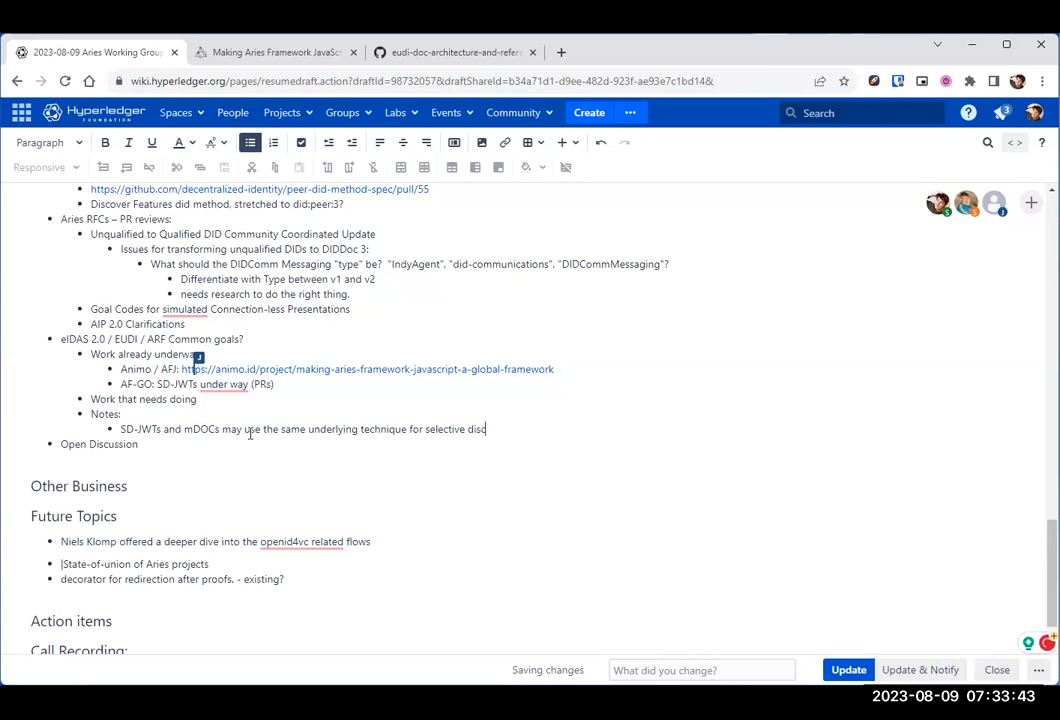 2023-08-09 Aries Working Grou
Making Aries Framework JavaSc
eudi-doc-architecture-and-refere
wiki.hyperledger.org/pages/resumedraft.action?draftId=98732057&draftShareId=b34a71d1-d9ee-482d-923f-ae93e7c1bd14&
HYPERLEDGER
FOUNDATION
Spaces
People
Projects
Groups
Labs
Events
Community
Create
Search
3
Paragraph
Responsive
https://github.com/decentralized-identity/peer-did-method-spec/pull/55
Discover Features did method, stretched to did:peer:3?
Aries RFCs – PR reviews:
Unqualified to Qualified DID Community Coordinated Update
Issues for transforming unqualified DIDs to DIDDoc 3:
What should the DIDComm Messaging "type" be? "IndyAgent", "did-communications", "DIDCommMessaging"?
Differentiate with Type between v1 and v2
needs research to do the right thing.
Goal Codes for simulated Connection-less Presentations
AIP 2.0 Clarifications
eIDAS 2.0 / EUDI / ARF Common goals?
Work already underwa
J
Animo / AFJ: https://animo.id/project/making-aries-framework-javascript-a-global-framework
AF-GO: SD-JWTs under way (PRs)
Work that needs doing
Notes:
SD-JWTs and mDOCs may use the same underlying technique for selective disc
Open Discussion
Other Business
Future Topics
Niels Klomp offered a deeper dive into the openid4vc related flows
State-of-union of Aries projects
decorator for redirection after proofs. - existing?
Action items
Call Recording:
Saving changes
What did you change?
Update
Update & Notify
Close
2023-08-09 07:33:43